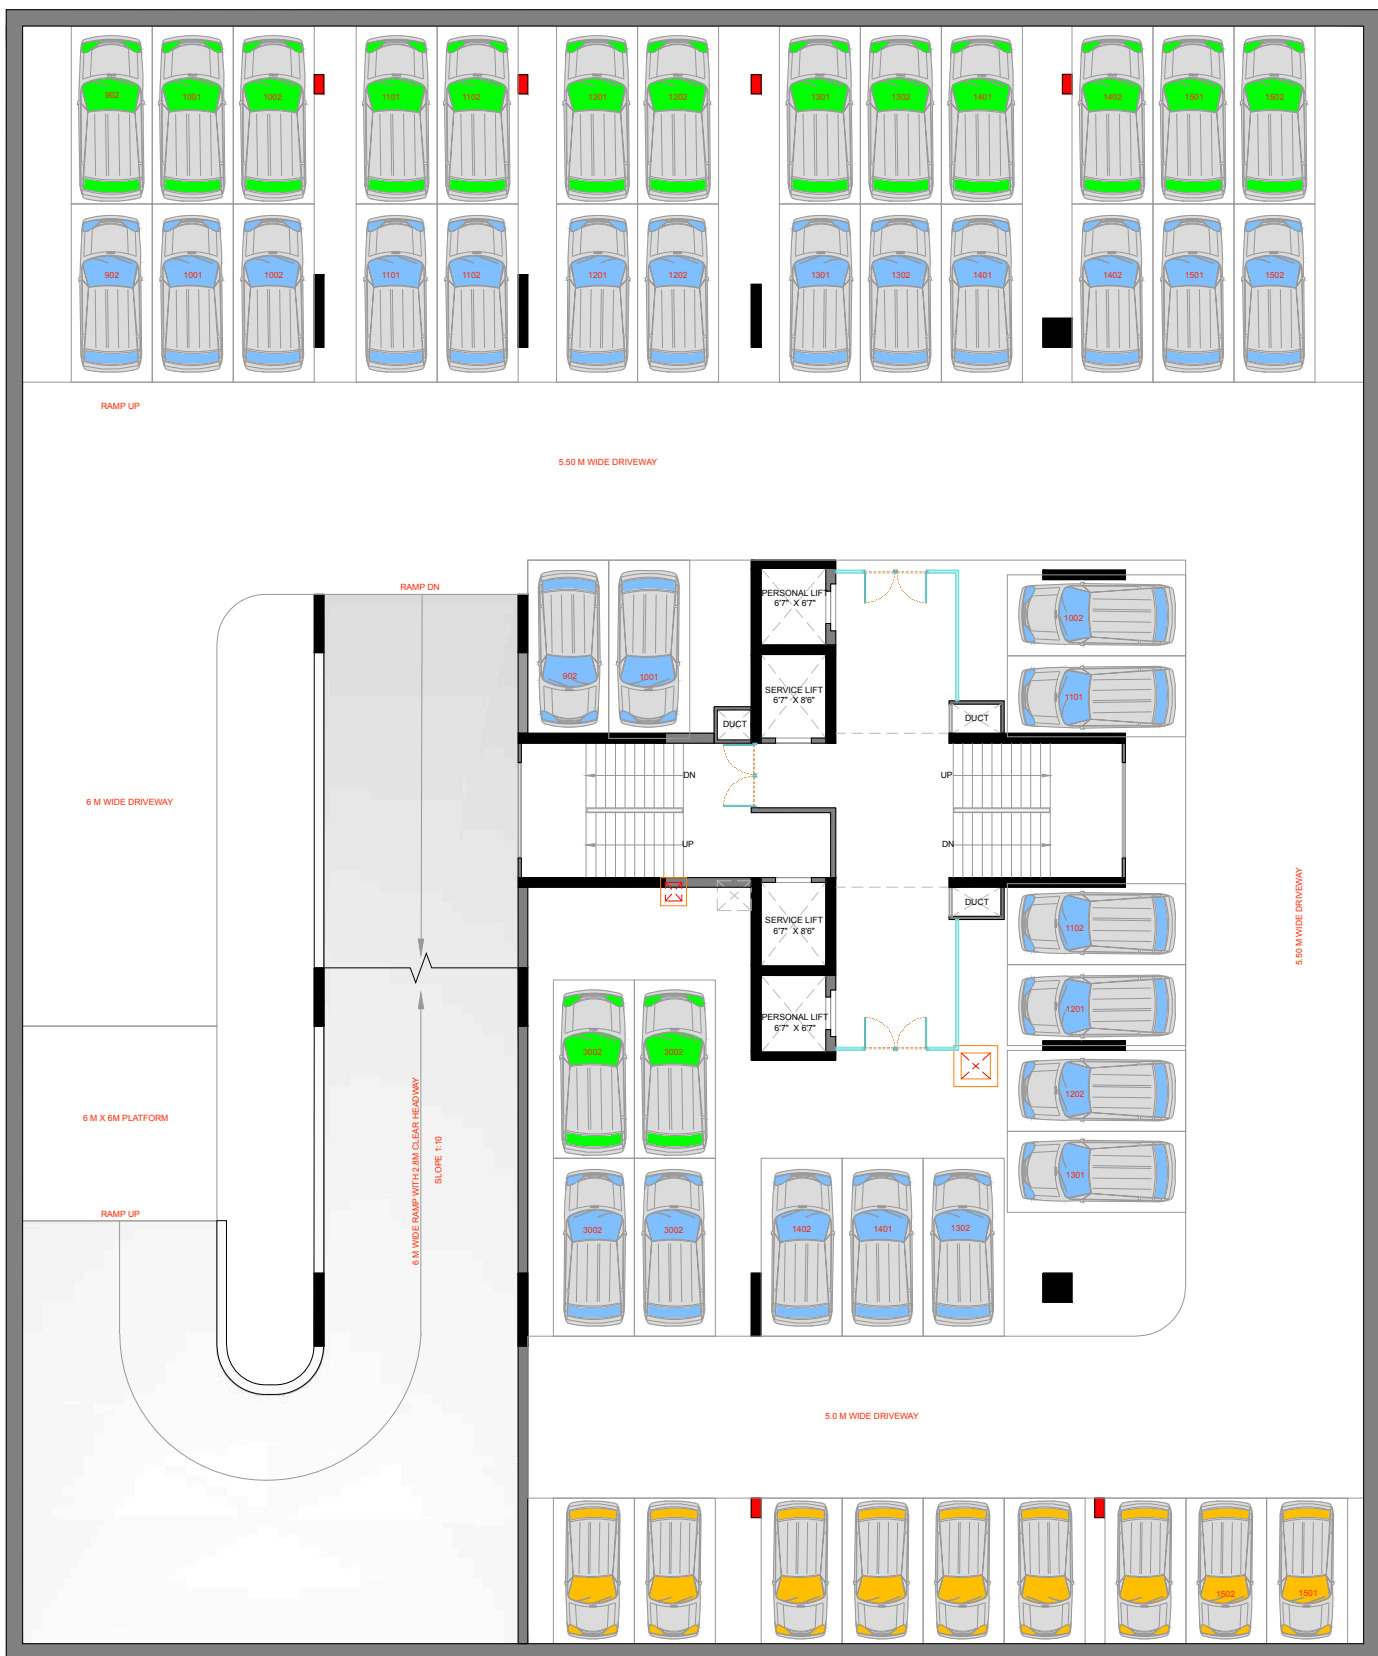 902 1001 1002 1101 1102 1301 1302 1301 1302 1401 1402 1501 1502
902 1001 1002 1101 1102 1201 1202 1301 1302 1401 1402 1501 1502
RAMP UP
5.50 M WIDE DRIVEWAY
RAMP DN
PERSONAL LIFT
6'7" X 6'7"
1002
902 1001
SERVICE LIFT
6'7" X 8'6"
1101
DUCT
DUCT
DN
UP
6 M WIDE DRIVEWAY
UP
DN
DUCT
SERVICE LIFT
6'7" X 8'6"
1102
5.50 M WIDE DRIVEWAY
PERSONAL LIFT
6'7" X 6'7"
1201
3002 3002
1202
6 M X 6M PLATFORM
6 M WIDE RAMP WITH 2.8M CLEAR HEADWAY
SLOPE 1:10
1301
RAMP UP
3002 3002 1402 1401 1302
5.0 M WIDE DRIVEWAY
1502 1501